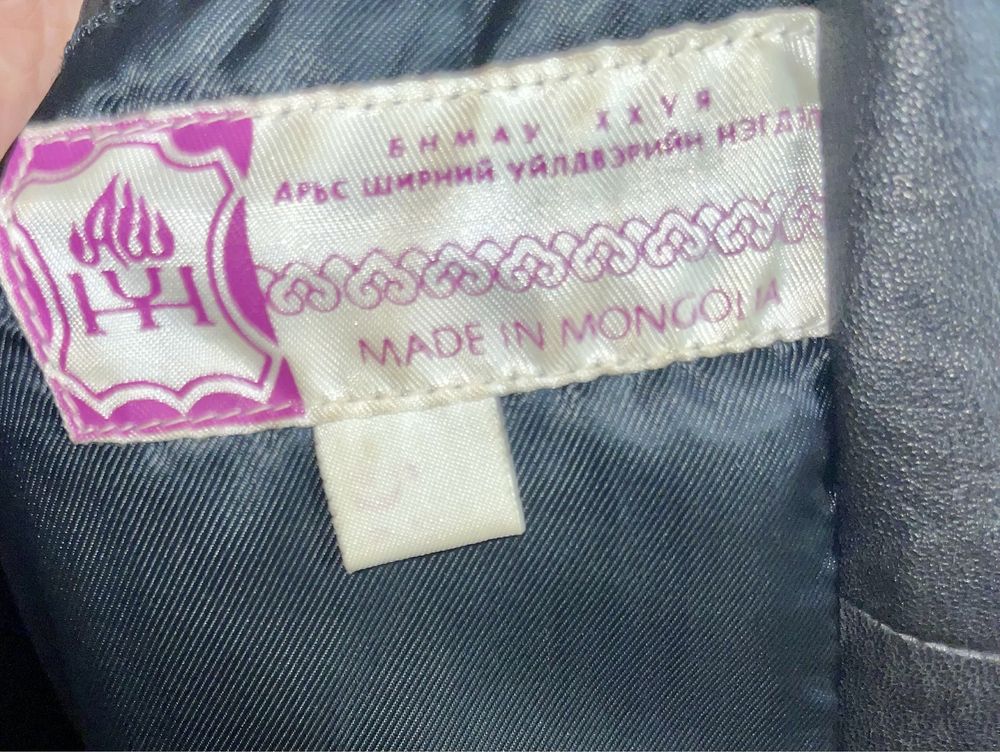 БНМАУ ХХҮЯ
АРЬС ШИРНИЙ ҮЙЛДВЭРИЙН НЭГДЭЛ
MADE IN MONGOLIA